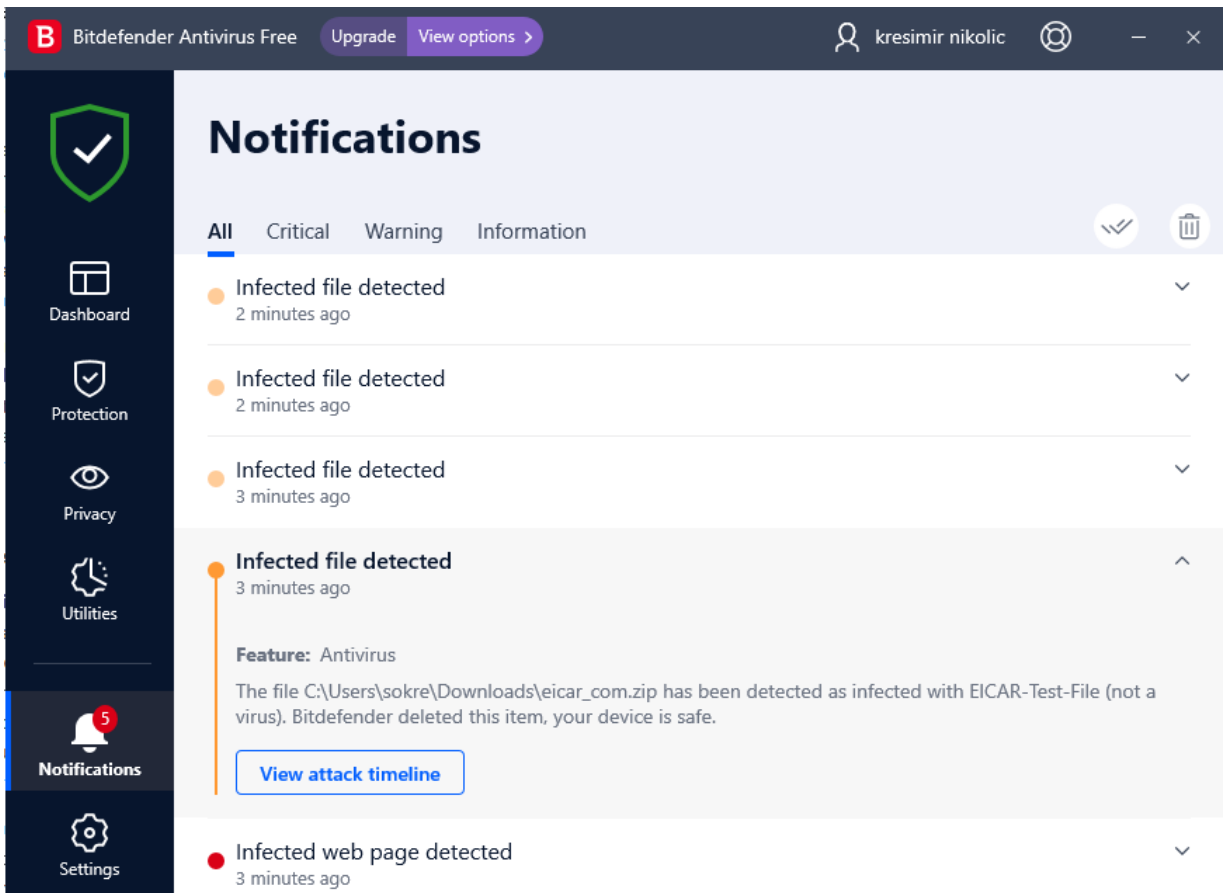 B Bitdefender Antivirus Free Upgrade View options > kresimir nikolic
Notifications
All Critical Warning Information
Dashboard
Protection
Privacy
Utilities
5
Notifications
Settings
Infected file detected
2 minutes ago
Infected file detected
2 minutes ago
Infected file detected
3 minutes ago
Infected file detected
3 minutes ago
Feature: Antivirus
The file C:\Users\sokre\Downloads\eicar_com.zip has been detected as infected with EICAR-Test-File (not a
virus). Bitdefender deleted this item, your device is safe.
View attack timeline
Infected web page detected
3 minutes ago